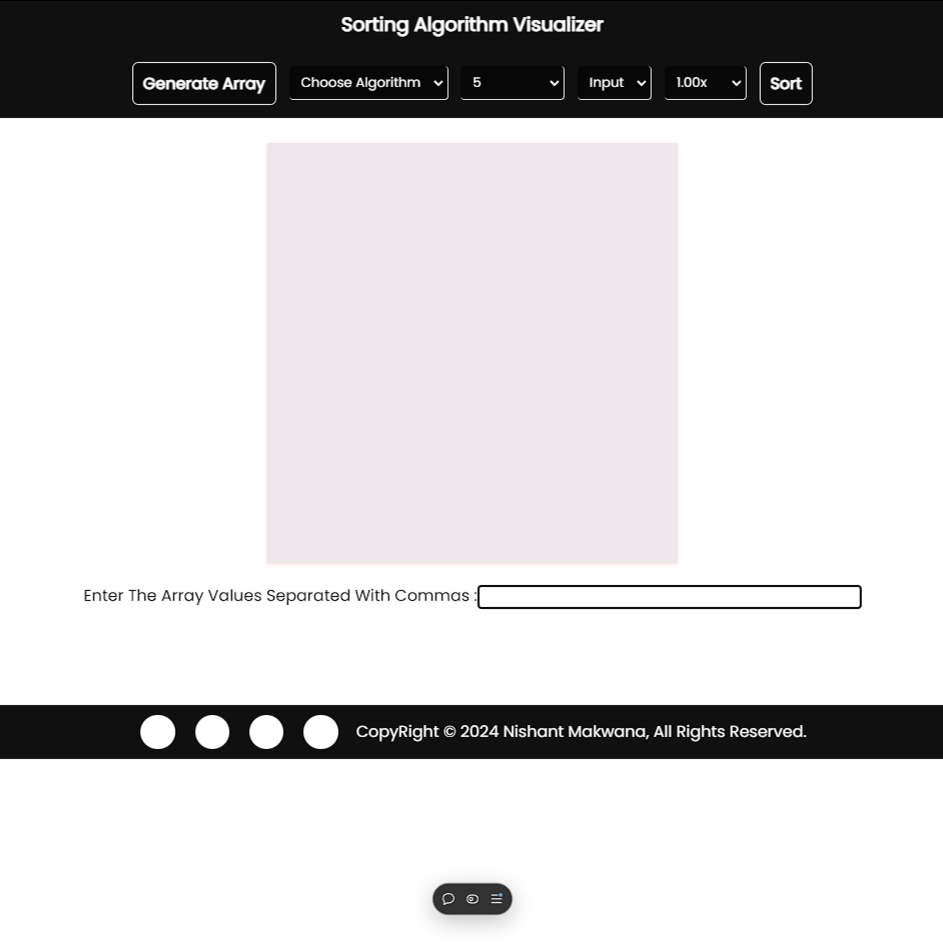 Sorting Algorithm Visualizer
Generate Array Choose Algorithm 5 Input 1.00x Sort
Enter The Array Values Separated With Commas :
CopyRight © 2024 Nishant Makwana, All Rights Reserved.